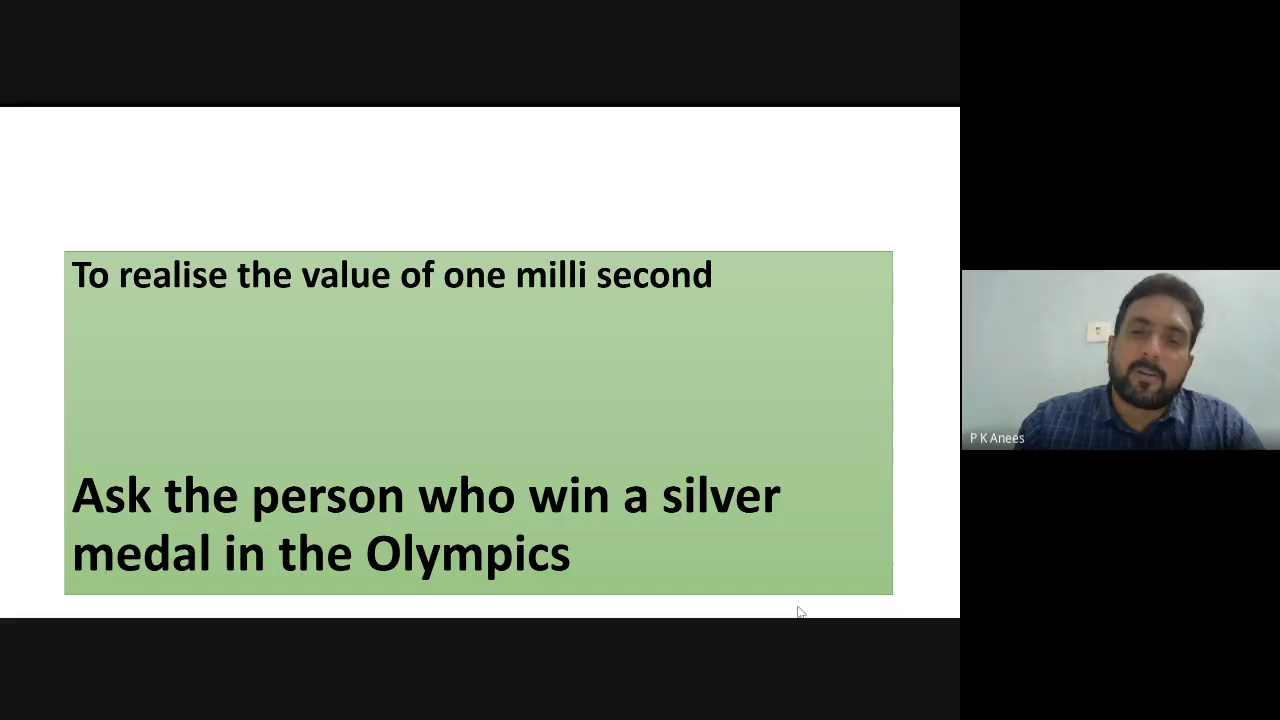 To realise the value of one milli second
Ask the person who win a silver
medal in the Olympics
P K Anees